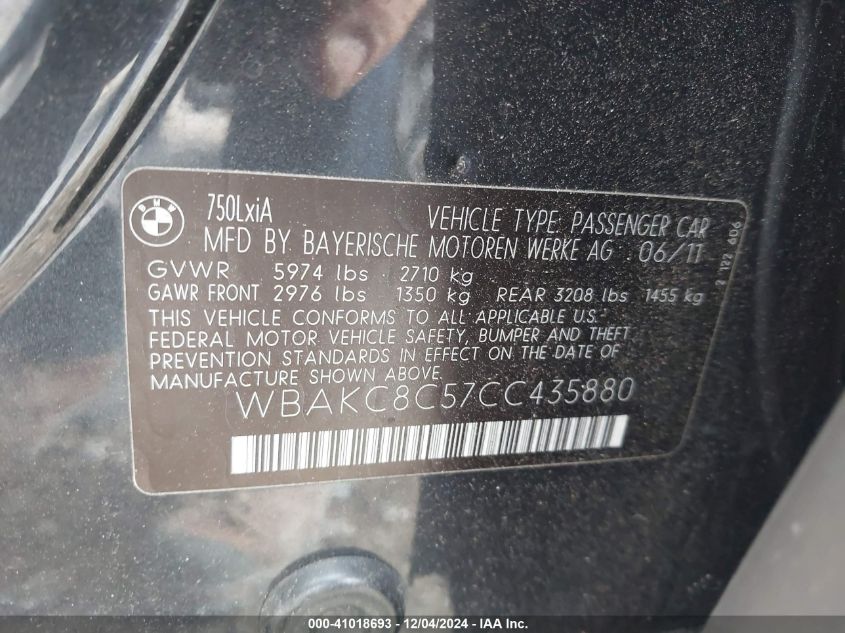 BMW
750LxiA
VEHICLE TYPE: PASSENGER CAR
MFD BY BAYERISCHE MOTOREN WERKE AG 06/11
GVWR 5974 lbs 2710 kg
GAWR FRONT 2976 lbs 1350 kg REAR 3208 lbs 1455 kg
THIS VEHICLE CONFORMS TO ALL APPLICABLE U.S.
FEDERAL MOTOR VEHICLE SAFETY, BUMPER AND THEFT
PREVENTION STANDARDS IN EFFECT ON THE DATE OF
MANUFACTURE SHOWN ABOVE.
WBAKC8C57CC435880
000-41018693 - 12/04/2024 - IAA Inc.